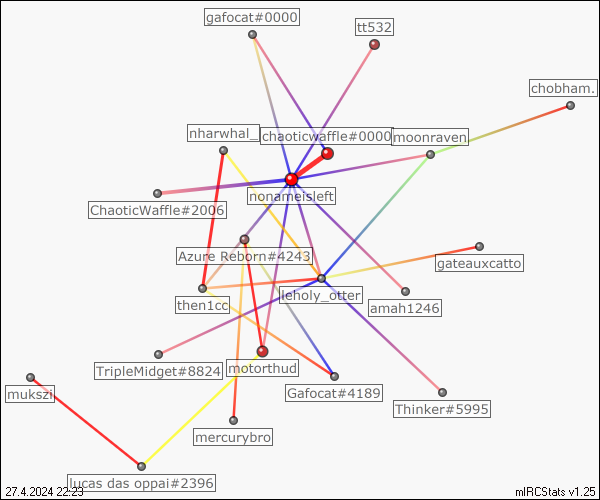 gafocat#0000
tt532
chobham.
nharwhal_
chaoticwaffle#0000
moonraven
nonameisleft
ChaoticWaffle#2006
Azure Reborn#4243
gateauxcatto
leholy_otter
then1cc
amah1246
TripleMidget#8824
motorthud
Gafocat#4189
mukszi
Thinker#5995
mercurybro
lucas das oppai#2396
27.4.2024 22:23
mIRCStats v1.25